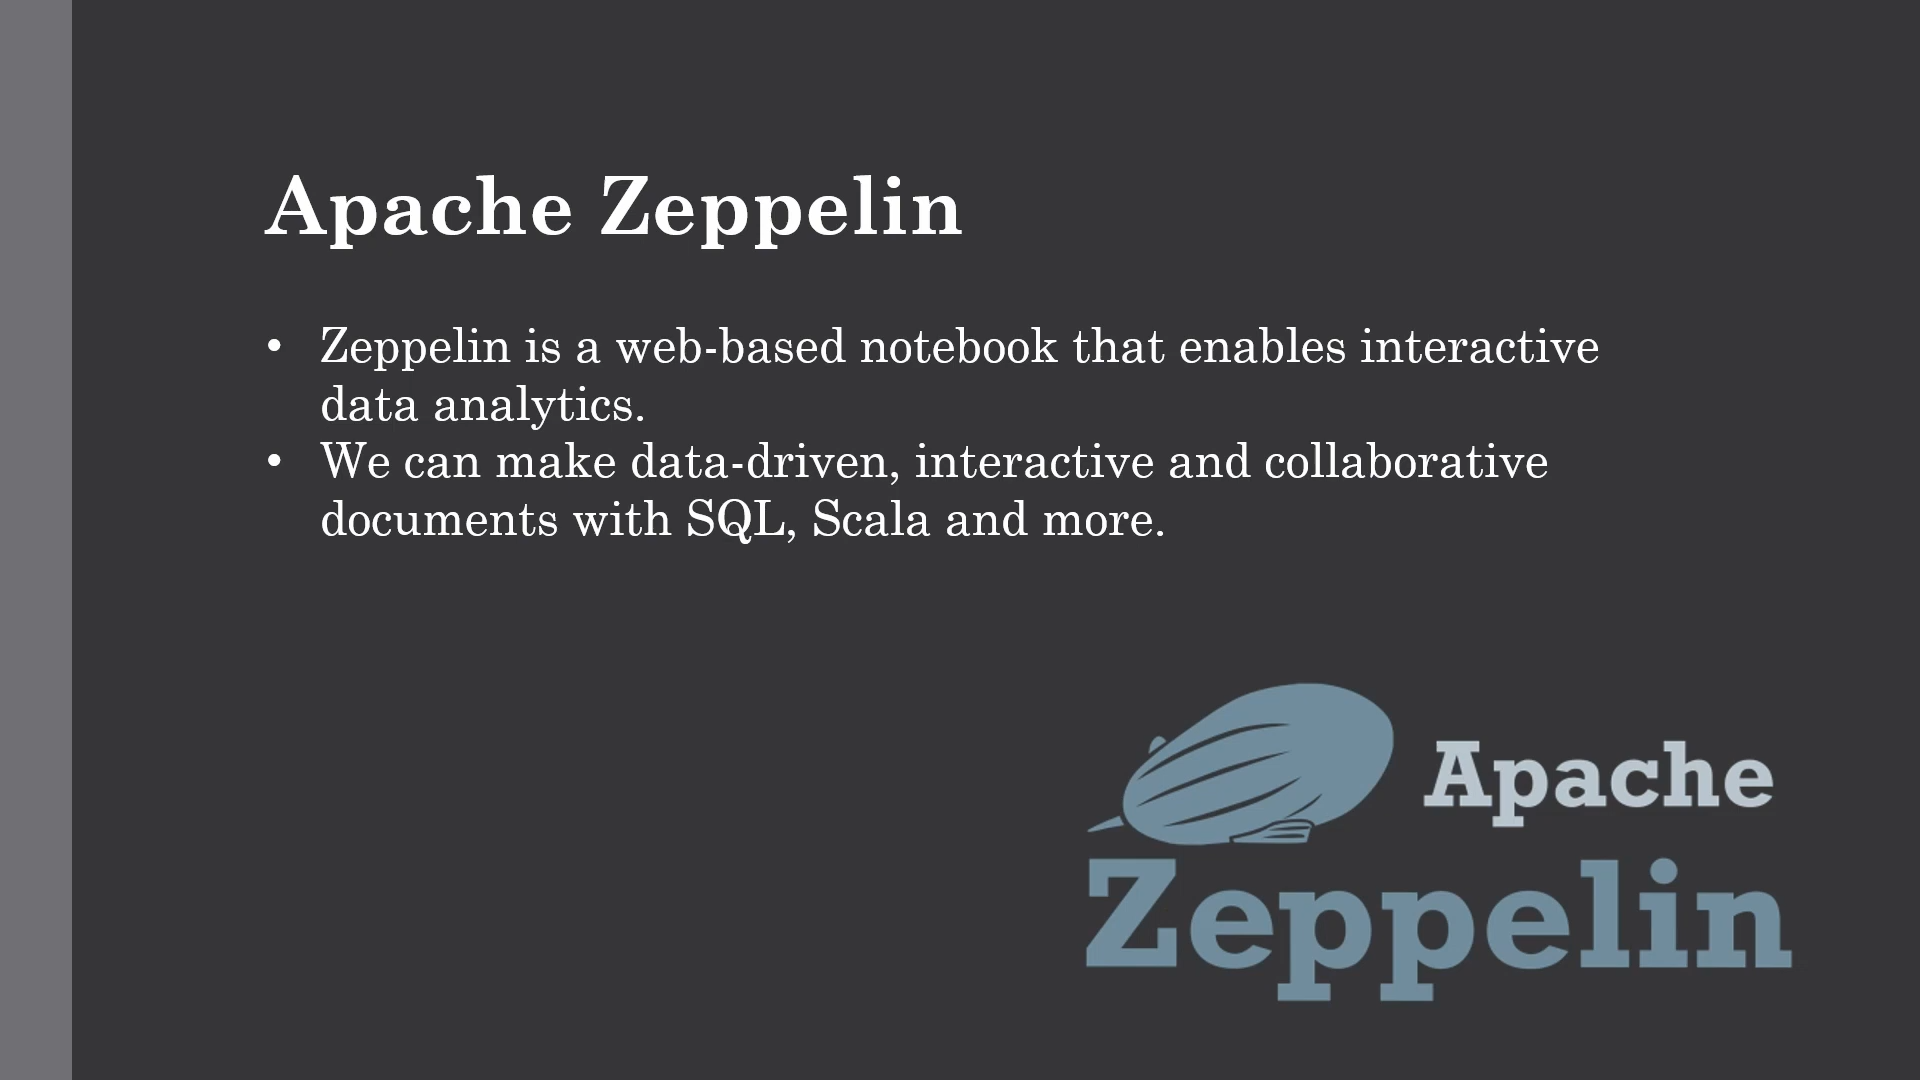 Apache Zeppelin
• Zeppelin is a web-based notebook that enables interactive
data analytics.
• We can make data-driven, interactive and collaborative
documents with SQL, Scala and more.
Apache
Zeppelin